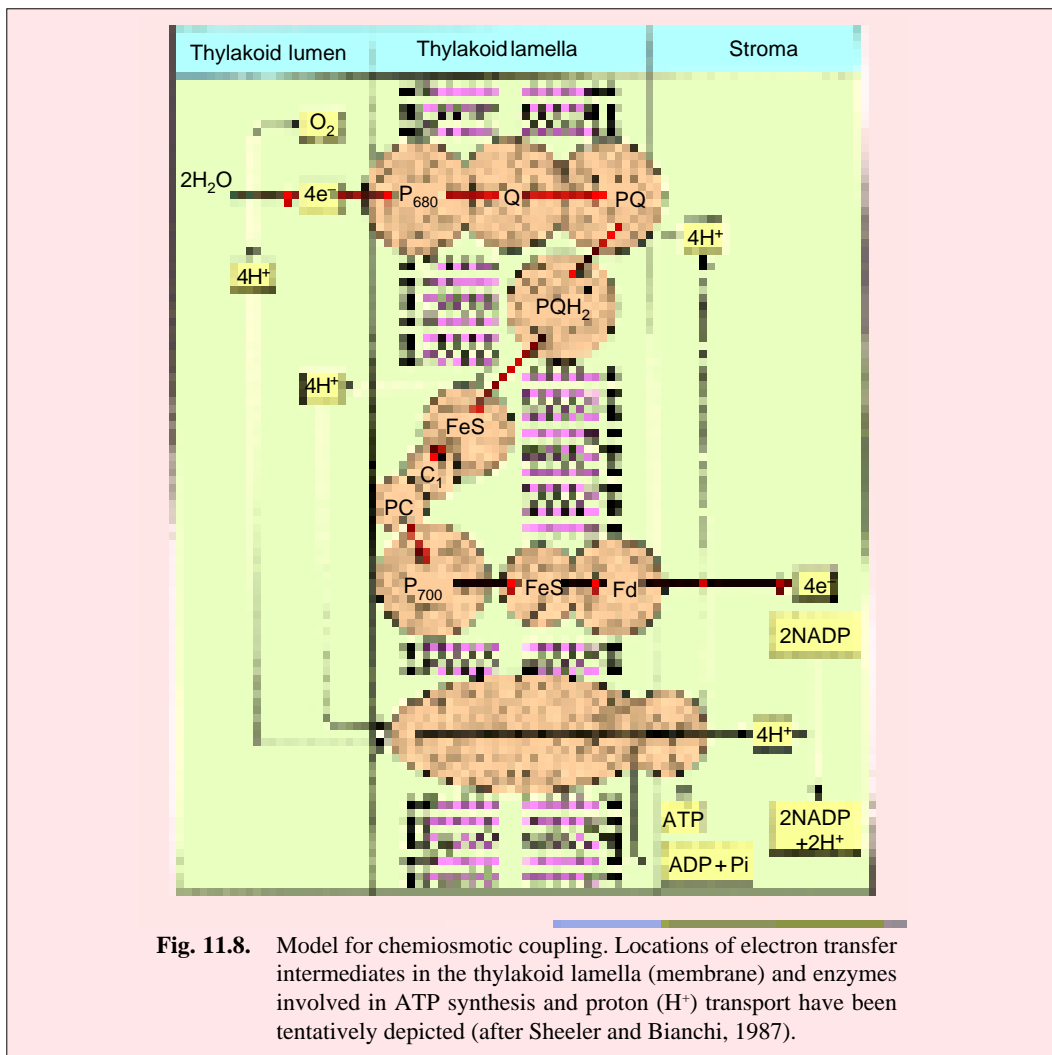 Thylakoid lumen
Thylakoid lamella
Stroma
O₂
2H₂O
4e⁻
P₆₈₀
Q
PQ
4H⁺
4H⁺
PQH₂
4H⁺
FeS
C₁
PC
P₇₀₀
FeS
Fd
4e⁻
2NADP
4H⁺
ATP
2NADP
+2H⁺
ADP + Pi
Fig. 11.8. Model for chemiosmotic coupling. Locations of electron transfer
intermediates in the thylakoid lamella (membrane) and enzymes
involved in ATP synthesis and proton (H⁺) transport have been
tentatively depicted (after Sheeler and Bianchi, 1987).